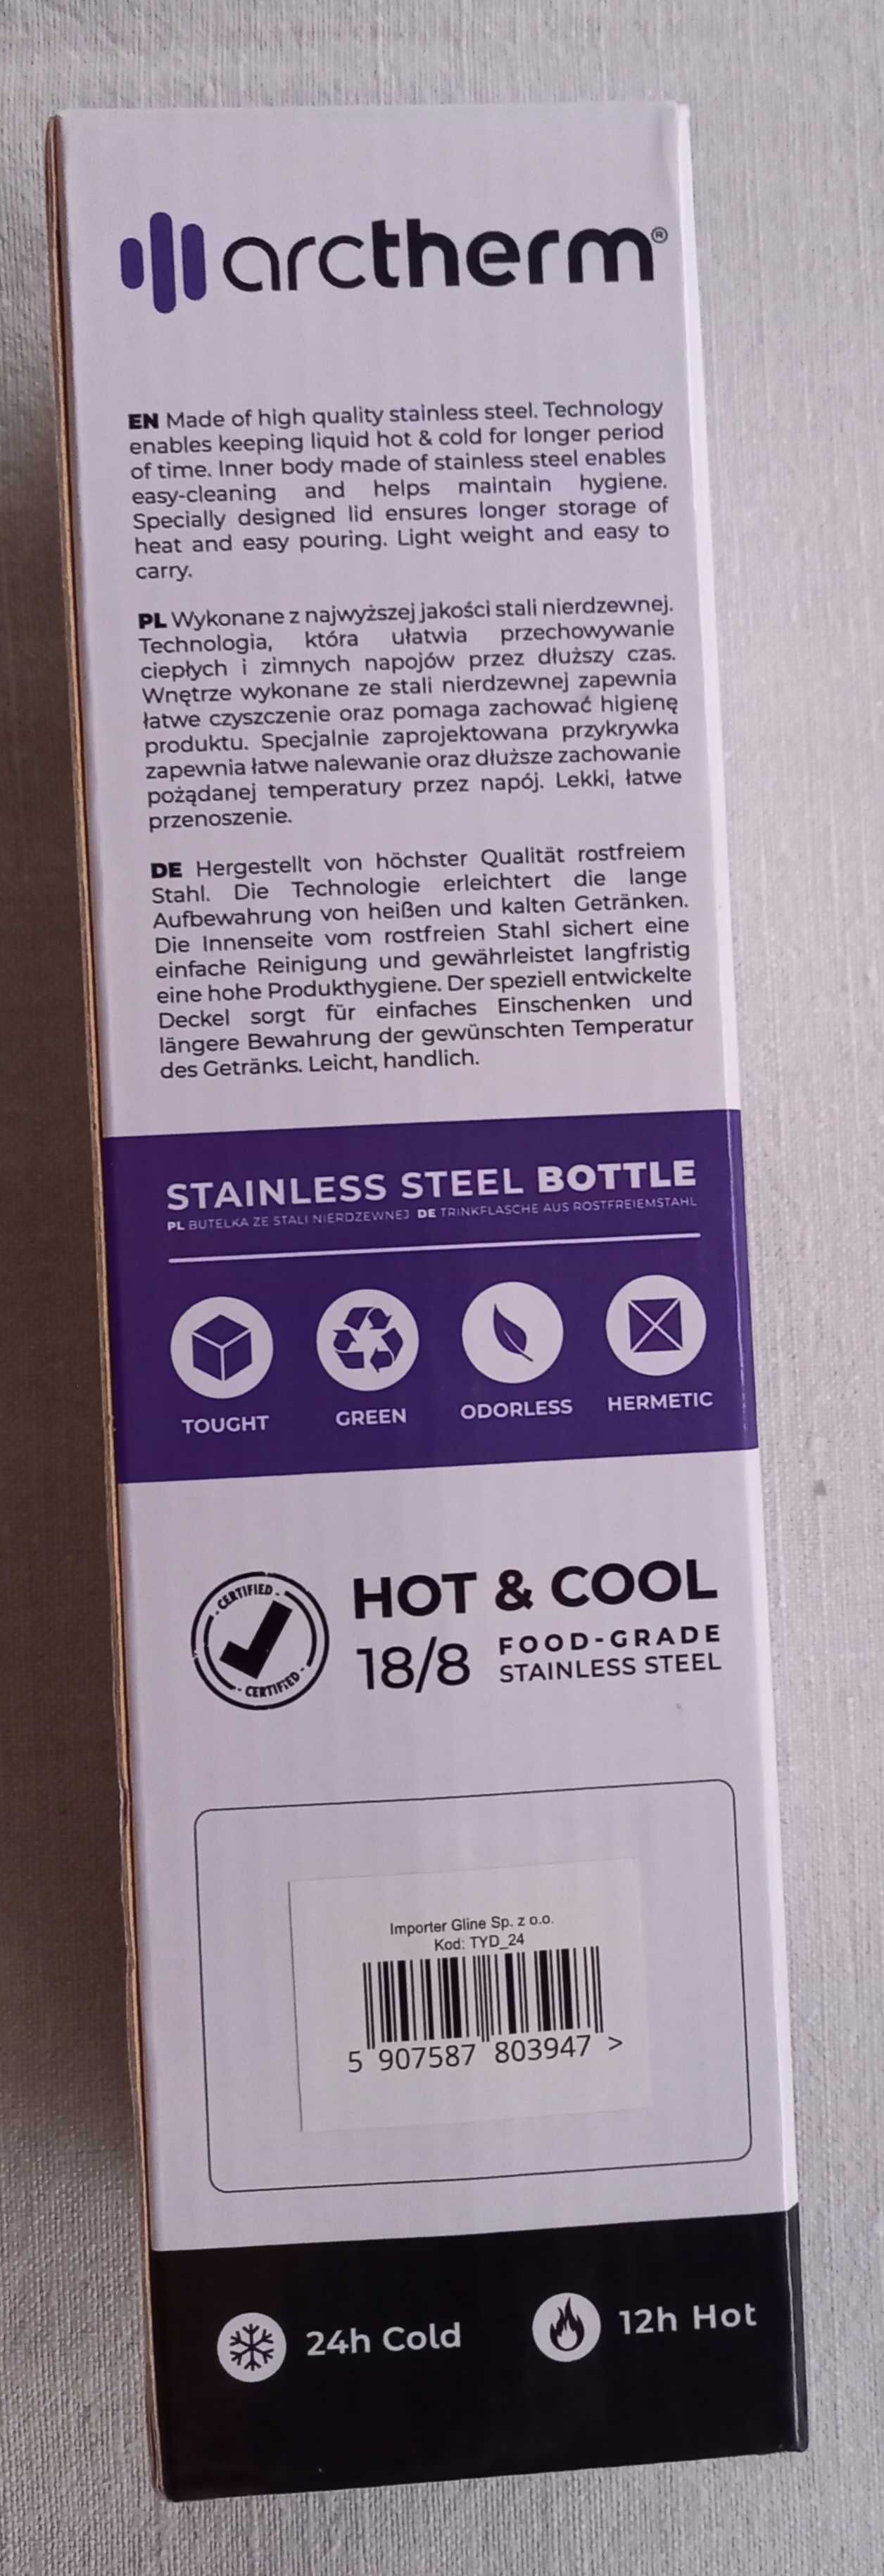 arctherm®
EN Made of high quality stainless steel. Technology
enables keeping liquid hot & cold for longer period
of time. Inner body made of stainless steel enables
easy-cleaning and helps maintain hygiene.
Specially designed lid ensures longer storage of
heat and easy pouring. Light weight and easy to
carry.
PL Wykonane z najwyższej jakości stali nierdzewnej.
Technologia, która ułatwia przechowywanie
ciepłych i zimnych napojów przez dłuższy czas.
Wnętrze wykonane ze stali nierdzewnej zapewnia
łatwe czyszczenie oraz pomaga zachować higienę
produktu. Specjalnie zaprojektowana przykrywka
zapewnia łatwe nalewanie oraz dłuższe zachowanie
pożądanej temperatury przez napój. Lekki, łatwe
przenoszenie.
DE Hergestellt von höchster Qualität rostfreiem
Stahl. Die Technologie erleichtert die lange
Aufbewahrung von heißen und kalten Getränken.
Die Innenseite vom rostfreien Stahl sichert eine
einfache Reinigung und gewährleistet langfristig
eine hohe Produkthygiene. Der speziell entwickelte
Deckel sorgt für einfaches Einschenken und
längere Bewahrung der gewünschten Temperatur
des Getränks. Leicht, handlich.
STAINLESS STEEL BOTTLE
PL BUTELKA ZE STALI NIERDZEWNEJ DE TRINKFLASCHE AUS ROSTFREIEMSTAHL
TOUGHT GREEN ODORLESS HERMETIC
CERTIFIED
CERTIFIED
HOT & COOL
18/8 FOOD-GRADE
STAINLESS STEEL
Importer Gline Sp. z o.o.
Kod: TYD_24
5 907587 803947 >
24h Cold 12h Hot